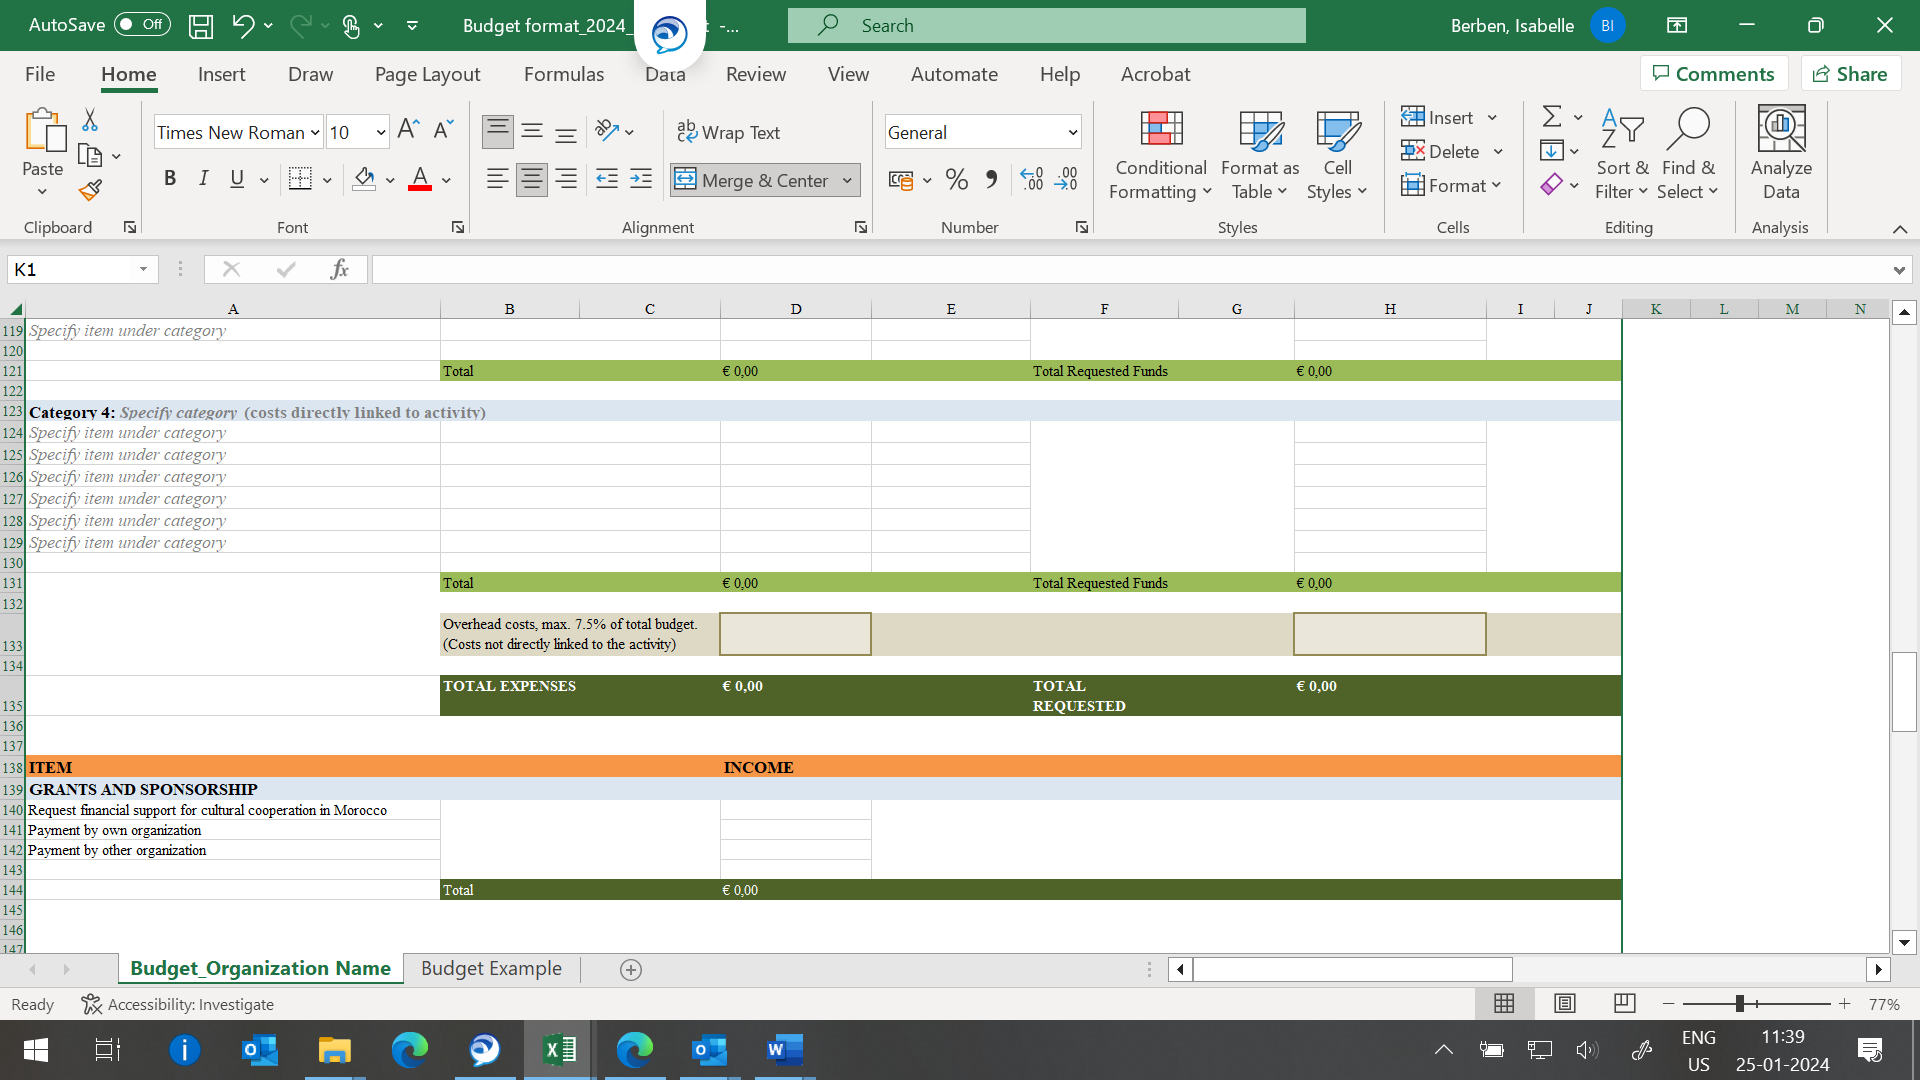 AutoSave Off Budget format_2024_ t -... Search Berben, Isabelle BI
File Home Insert Draw Page Layout Formulas Data Review View Automate Help Acrobat Comments Share
Times New Roman 10 Wrap Text General Insert
Paste Conditional Format as Cell Delete Sort & Find & Analyze
B I U Merge & Center Formatting Table Styles Format Filter Select Data
Clipboard Font Alignment Number Styles Cells Editing Analysis
K1 fx
A B C D E F G H I J K L M N
119 Specify item under category
120
121 Total € 0,00 Total Requested Funds € 0,00
122
123 Category 4: Specify category (costs directly linked to activity)
124 Specify item under category
125 Specify item under category
126 Specify item under category
127 Specify item under category
128 Specify item under category
129 Specify item under category
130
131 Total € 0,00 Total Requested Funds € 0,00
132
Overhead costs, max. 7.5% of total budget.
133 (Costs not directly linked to the activity)
134
TOTAL EXPENSES € 0,00 TOTAL € 0,00
135 REQUESTED
136
137
138 ITEM INCOME
139 GRANTS AND SPONSORSHIP
140 Request financial support for cultural cooperation in Morocco
141 Payment by own organization
142 Payment by other organization
143
144 Total € 0,00
145
146
147
Budget_Organization Name Budget Example
Ready Accessibility: Investigate 77%
ENG 11:39
US 25-01-2024